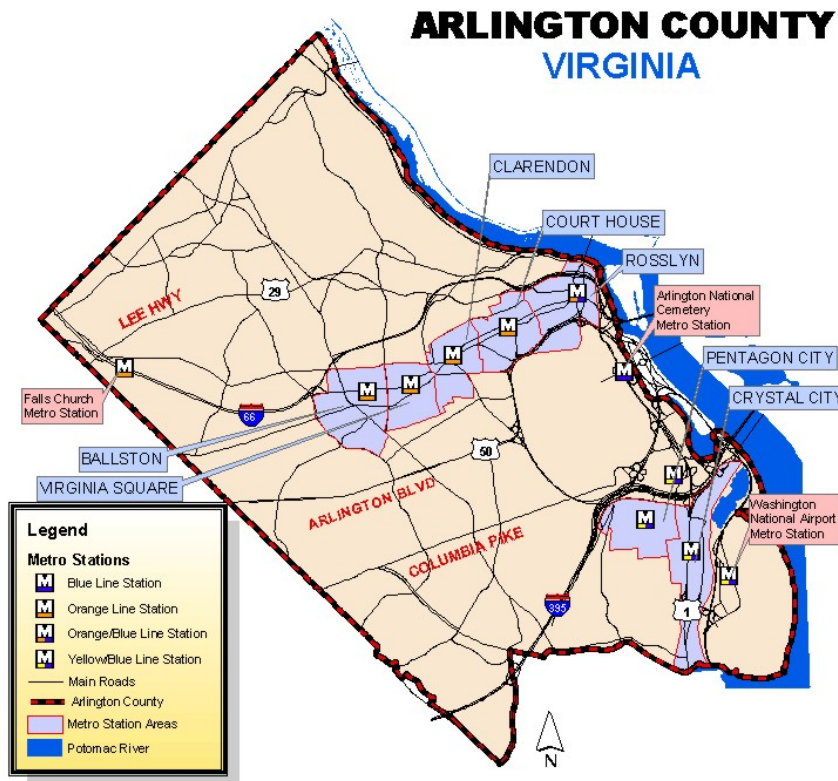 ARLINGTON COUNTY
VIRGINIA
CLARENDON
COURT HOUSE
ROSSLYN
Arlington National
Cemetery
Metro Station
PENTAGON CITY
CRYSTAL CITY
29
LEE HWY
M
M
M
M
M
M
M
Falls Church
Metro Station
66
BALLSTON
VIRGINIA SQUARE
50
ARLINGTON BLVD
COLUMBIA PIKE
M
M
M
M
Washington
National Airport
Metro Station
395
1
Legend
Metro Stations
M Blue Line Station
M Orange Line Station
M Orange/Blue Line Station
M Yellow/Blue Line Station
Main Roads
Arlington County
Metro Station Areas
Potomac River
N